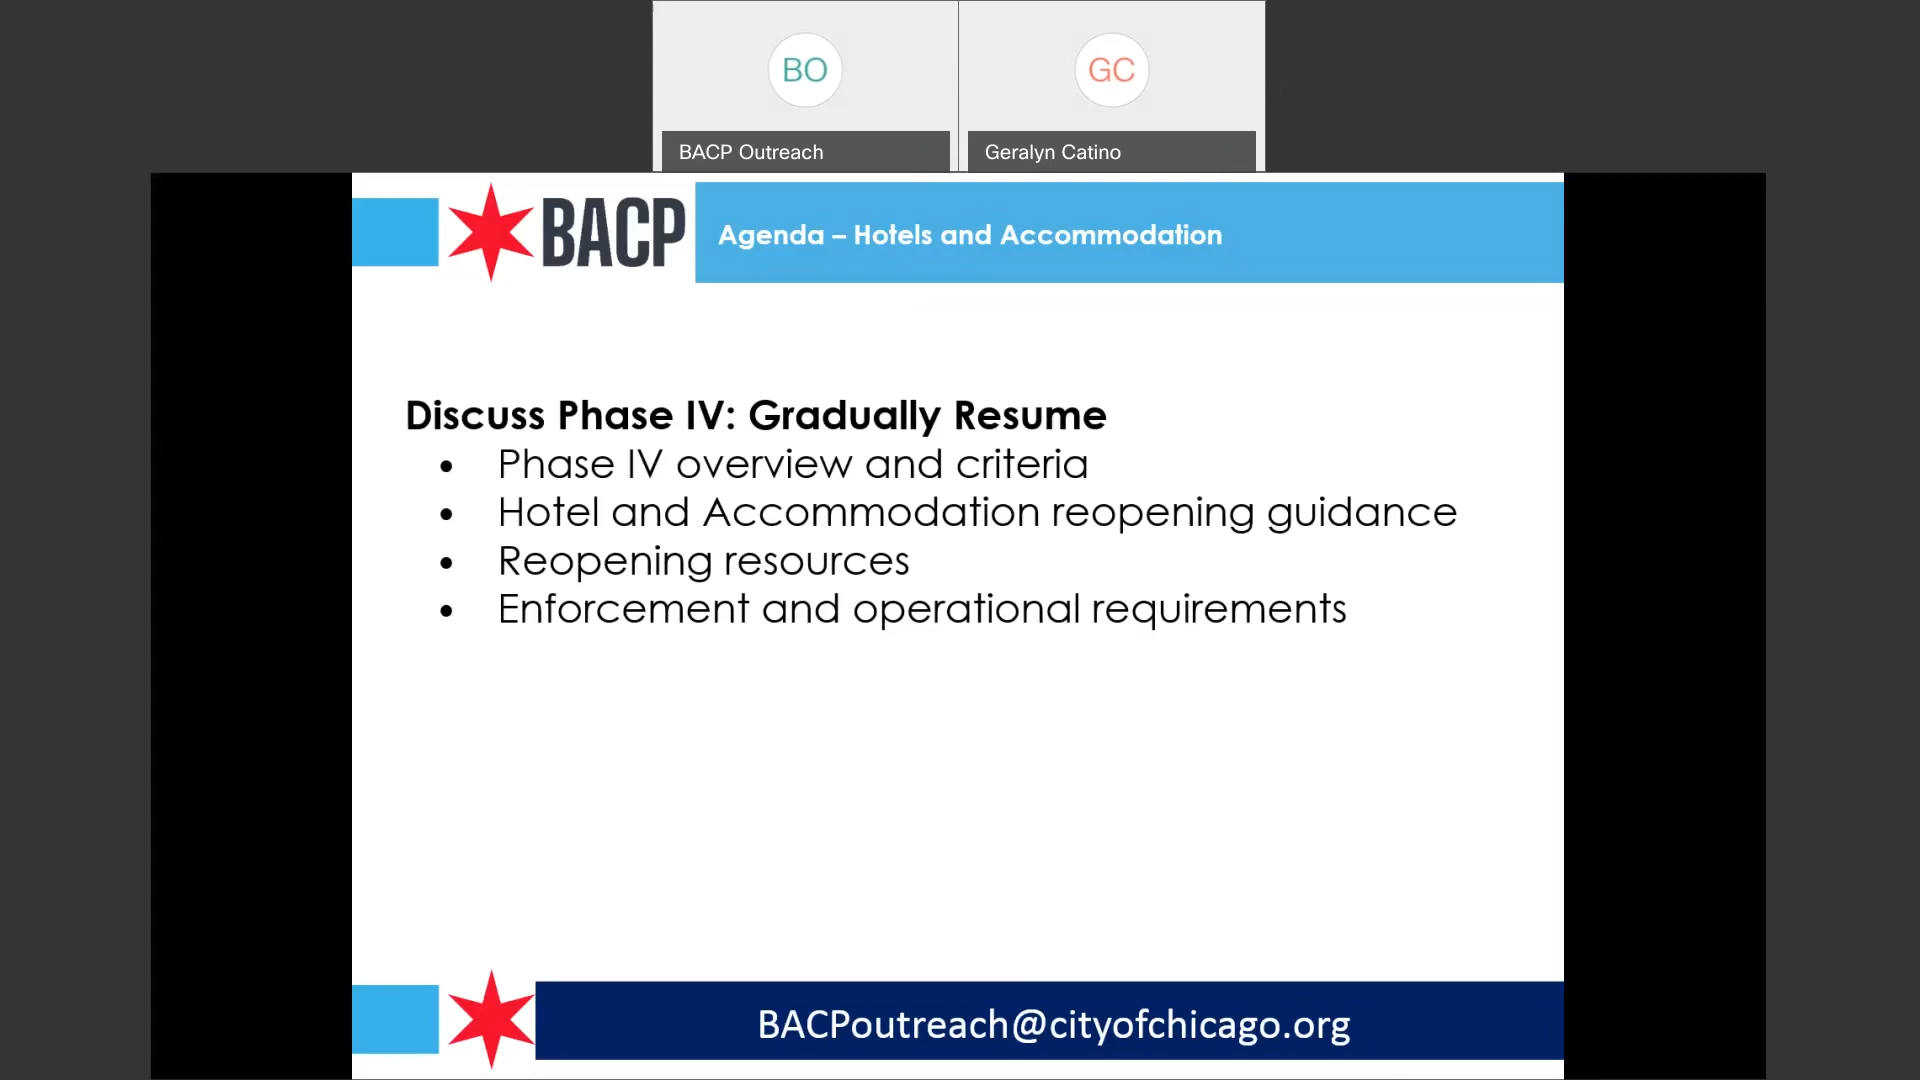 BO
GC
BACP Outreach
Geralyn Catino
BACP
Agenda – Hotels and Accommodation
Discuss Phase IV: Gradually Resume
• Phase IV overview and criteria
• Hotel and Accommodation reopening guidance
• Reopening resources
• Enforcement and operational requirements
BACPoutreach@cityofchicago.org